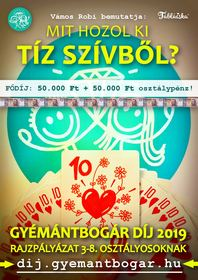 Vámos Robi bemutatja:
MIT HOZOL KI
TÍZ SZÍVBŐL?
FŐDÍJ: 50.000 Ft + 50.000 Ft osztálypénz!
10
GYÉMÁNTBOGÁR DÍJ 2019
RAJZPÁLYÁZAT 3-8. OSZTÁLYOSOKNAK
dij.gyemantbogar.hu